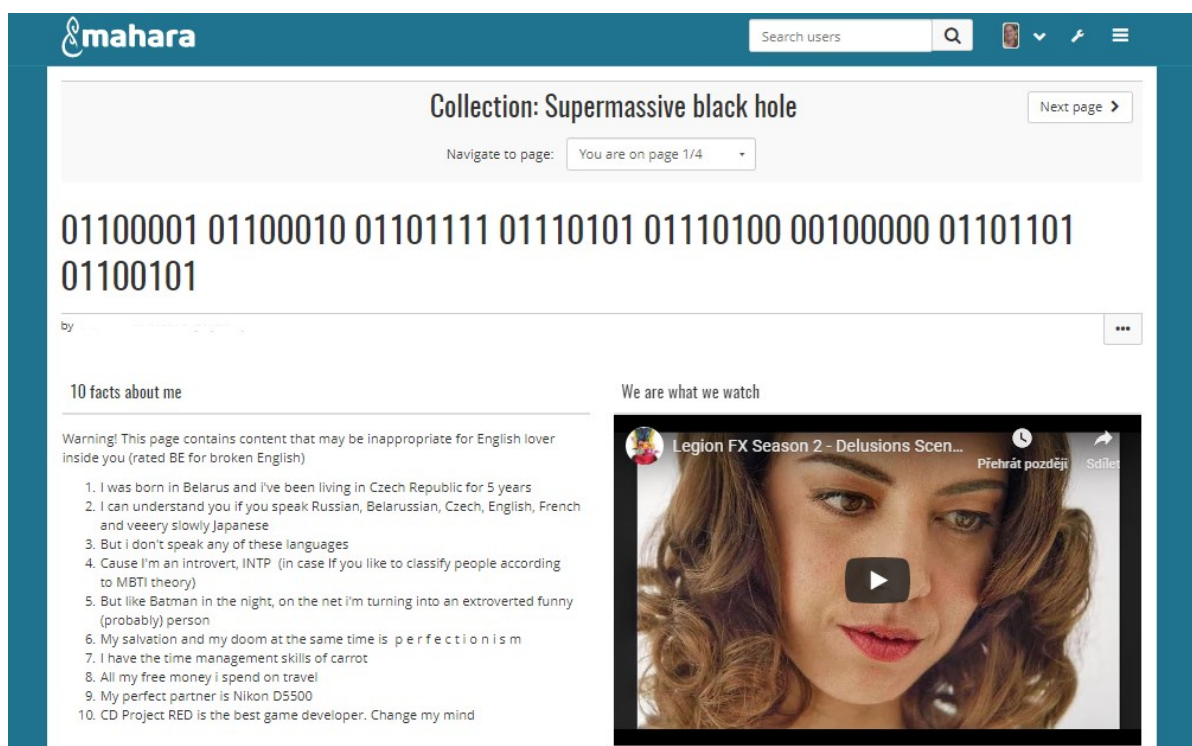 mahara
Search users
Collection: Supermassive black hole
Next page
Navigate to page: You are on page 1/4
01100001 01100010 01101111 01110101 01110100 00100000 01101101
01100101
by
10 facts about me
Warning! This page contains content that may be inappropriate for English lover
inside you (rated BE for broken English)
1. I was born in Belarus and i've been living in Czech Republic for 5 years
2. I can understand you if you speak Russian, Belarussian, Czech, English, French
and veeery slowly Japanese
3. But i don't speak any of these languages
4. Cause I'm an introvert, INTP (in case If you like to classify people according
to MBTI theory)
5. But like Batman in the night, on the net i'm turning into an extroverted funny
(probably) person
6. My salvation and my doom at the same time is p e r f e c t i o n i s m
7. I have the time management skills of carrot
8. All my free money i spend on travel
9. My perfect partner is Nikon D5500
10. CD Project RED is the best game developer. Change my mind
We are what we watch
Legion FX Season 2 - Delusions Scen...
Přehrát později
Sdílet